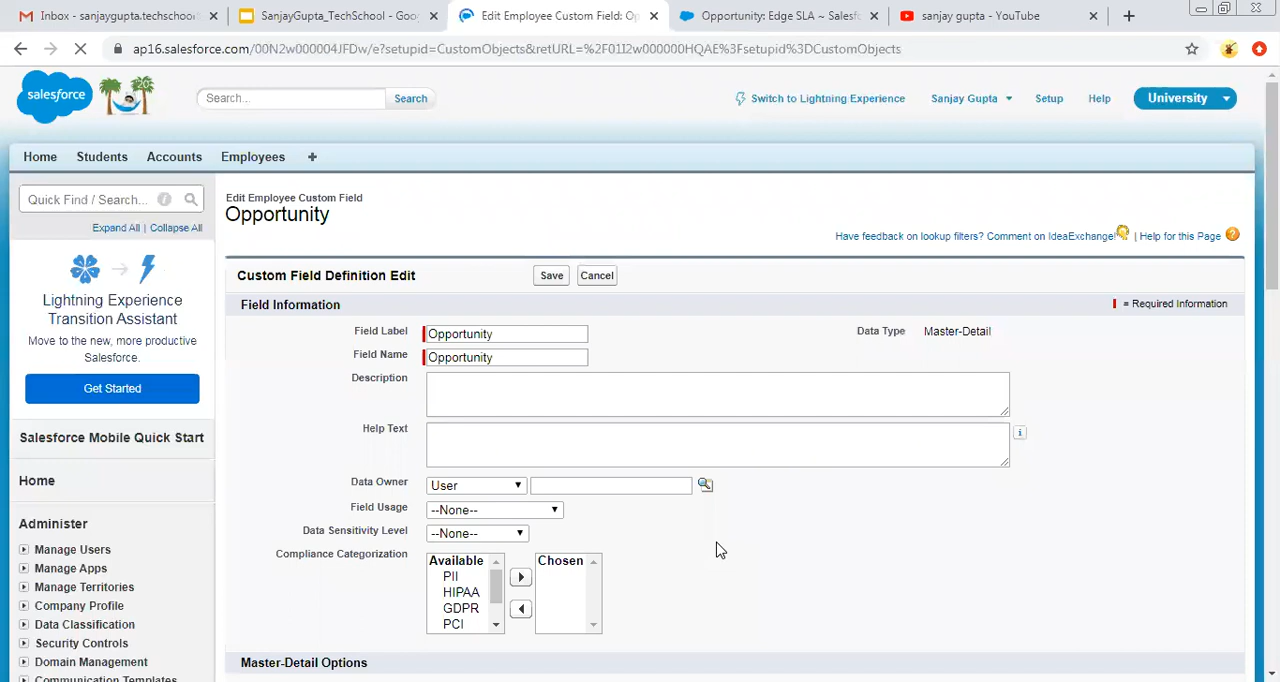 Inbox - sanjaygupta.techschool
SanjayGupta_TechSchool - Goo
Edit Employee Custom Field: Op
Opportunity: Edge SLA ~ Salesf
sanjay gupta - YouTube
ap16.salesforce.com/00N2w000004JFDw/e?setupid=CustomObjects&retURL=%2F01I2w000000HQAE%3Fsetupid%3DCustomObjects
salesforce
20
Search...
Search
Switch to Lightning Experience
Sanjay Gupta
Setup
Help
University
Home Students Accounts Employees +
Quick Find / Search...
Expand All | Collapse All
Lightning Experience
Transition Assistant
Move to the new, more productive
Salesforce.
Get Started
Salesforce Mobile Quick Start
Home
Administer
Manage Users
Manage Apps
Manage Territories
Company Profile
Data Classification
Security Controls
Domain Management
Communication Templates
Edit Employee Custom Field
Opportunity
Have feedback on lookup filters? Comment on IdeaExchange! | Help for this Page
Custom Field Definition Edit
Save
Cancel
Field Information
= Required Information
Field Label Opportunity
Data Type Master-Detail
Field Name Opportunity
Description
Help Text
i
Data Owner User
Field Usage --None--
Data Sensitivity Level --None--
Compliance Categorization
Available
PII
HIPAA
GDPR
PCI
Chosen
Master-Detail Options